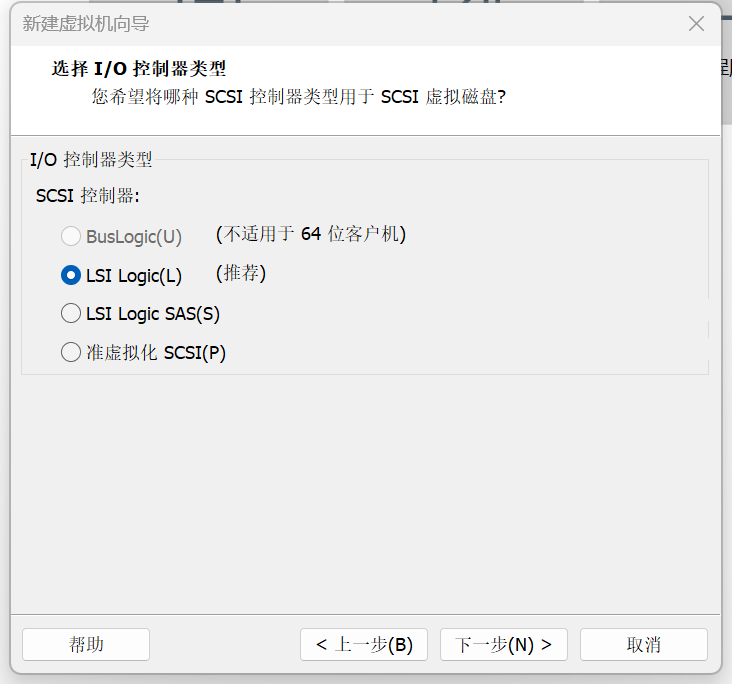 新建虚拟机向导
选择 I/O 控制器类型
您希望将哪种 SCSI 控制器类型用于 SCSI 虚拟磁盘?
I/O 控制器类型
SCSI 控制器:
BusLogic(U) (不适用于 64 位客户机)
LSI Logic(L) (推荐)
LSI Logic SAS(S)
准虚拟化 SCSI(P)
帮助 < 上一步(B) 下一步(N) > 取消